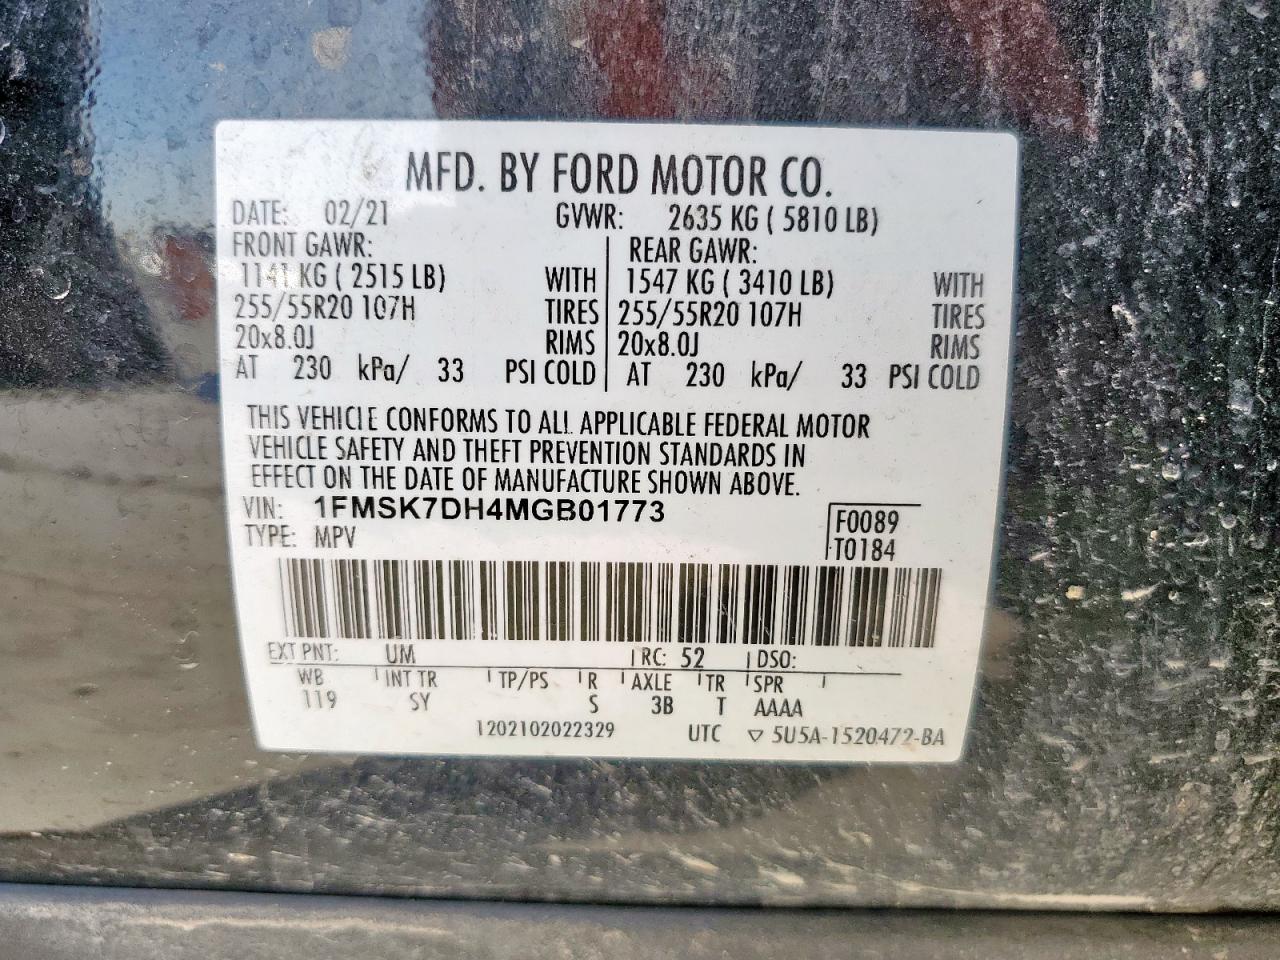 MFD. BY FORD MOTOR CO.
DATE: 02/21 GVWR: 2635 KG ( 5810 LB)
FRONT GAWR: REAR GAWR:
1141 KG ( 2515 LB) WITH 1547 KG ( 3410 LB) WITH
255/55R20 107H TIRES 255/55R20 107H TIRES
20x8.0J RIMS 20x8.0J RIMS
AT 230 kPa/ 33 PSI COLD AT 230 kPa/ 33 PSI COLD
THIS VEHICLE CONFORMS TO ALL APPLICABLE FEDERAL MOTOR
VEHICLE SAFETY AND THEFT PREVENTION STANDARDS IN
EFFECT ON THE DATE OF MANUFACTURE SHOWN ABOVE.
VIN: 1FMSK7DH4MGB01773 F0089
TYPE: MPV T0184
EXT PNT: UM RC: 52 DSO:
WB INT TR TP/PS R AXLE TR SPR
119 SY S 3B T AAAA
1202102022329 UTC ▽ 5U5A-1520472-BA